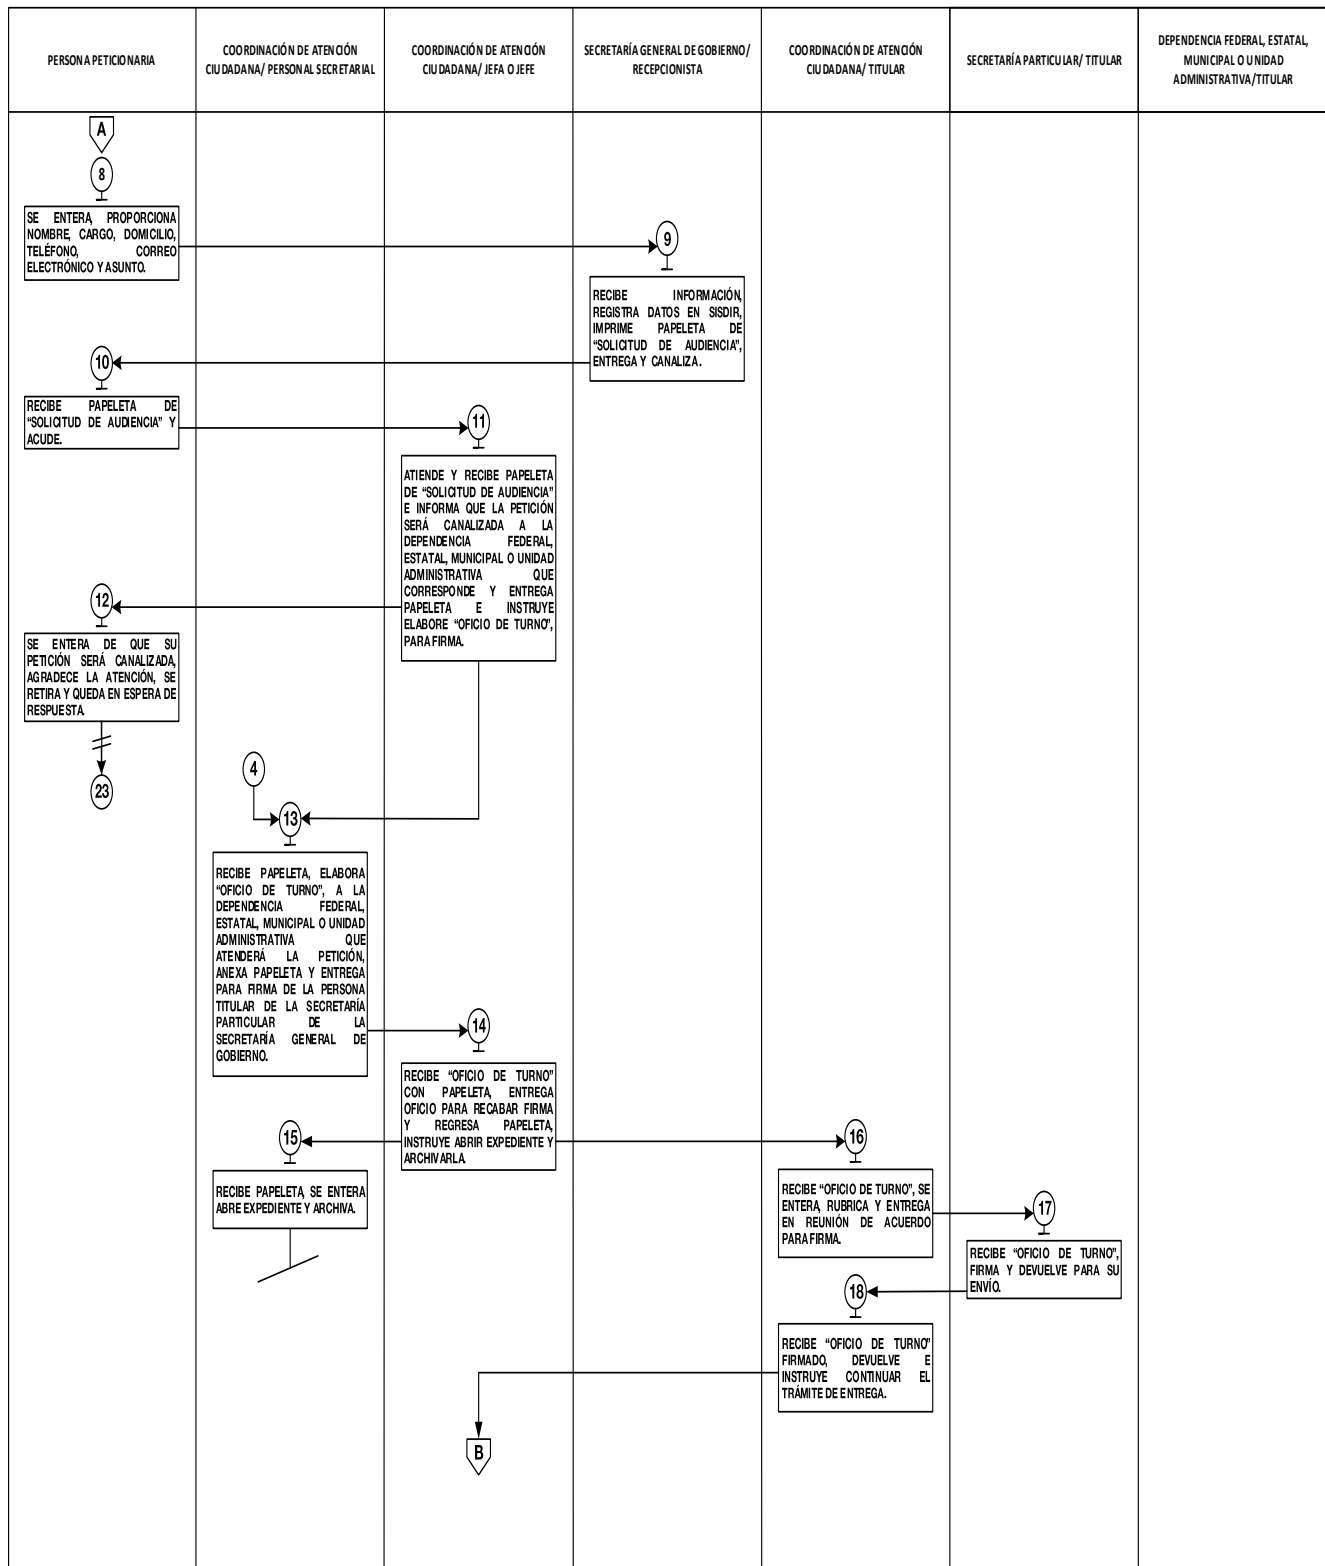 PERSONA PETICIONARIA
COORDINACIÓN DE ATENCIÓN
CIUDADANA/ PERSONAL SECRETARIAL
COORDINACIÓN DE ATENCIÓN
CIUDADANA/ JEFA O JEFE
SECRETARÍA GENERAL DE GOBIERNO/
RECEPCIONISTA
COORDINACIÓN DE ATENCIÓN
CIUDADANA/ TITULAR
SECRETARÍA PARTICULAR/ TITULAR
DEPENDENCIA FEDERAL, ESTATAL,
MUNICIPAL O UNIDAD
ADMINISTRATIVA/TITULAR
A
8
SE ENTERA, PROPORCIONA
NOMBRE, CARGO, DOMICILIO,
TELÉFONO, CORREO
ELECTRÓNICO Y ASUNTO.
9
RECIBE INFORMACIÓN,
REGISTRA DATOS EN SISDIR,
IMPRIME PAPELETA DE
“SOLICITUD DE AUDIENCIA”,
ENTREGA Y CANALIZA.
10
RECIBE PAPELETA DE
“SOLICITUD DE AUDIENCIA” Y
ACUDE.
11
ATIENDE Y RECIBE PAPELETA
DE “SOLICITUD DE AUDIENCIA”
E INFORMA QUE LA PETICIÓN
SERÁ CANALIZADA A LA
DEPENDENCIA FEDERAL,
ESTATAL, MUNICIPAL O UNIDAD
ADMINISTRATIVA QUE
CORRESPONDE Y ENTREGA
PAPELETA E INSTRUYE
ELABORE “OFICIO DE TURNO”,
PARA FIRMA.
12
SE ENTERA DE QUE SU
PETICIÓN SERÁ CANALIZADA,
AGRADECE LA ATENCIÓN, SE
RETIRA Y QUEDA EN ESPERA DE
RESPUESTA.
23
4
13
RECIBE PAPELETA, ELABORA
“OFICIO DE TURNO”, A LA
DEPENDENCIA FEDERAL,
ESTATAL, MUNICIPAL O UNIDAD
ADMINISTRATIVA QUE
ATENDERÁ LA PETICIÓN,
ANEXA PAPELETA Y ENTREGA
PARA FIRMA DE LA PERSONA
TITULAR DE LA SECRETARÍA
PARTICULAR DE LA
SECRETARÍA GENERAL DE
GOBIERNO.
14
RECIBE “OFICIO DE TURNO”
CON PAPELETA, ENTREGA
OFICIO PARA RECABAR FIRMA
Y REGRESA PAPELETA,
INSTRUYE ABRIR EXPEDIENTE Y
ARCHIVARLA.
15
RECIBE PAPELETA, SE ENTERA
ABRE EXPEDIENTE Y ARCHIVA.
16
RECIBE “OFICIO DE TURNO”, SE
ENTERA, RUBRICA Y ENTREGA
EN REUNIÓN DE ACUERDO
PARA FIRMA.
17
RECIBE “OFICIO DE TURNO”,
FIRMA Y DEVUELVE PARA SU
ENVÍO.
18
RECIBE “OFICIO DE TURNO”
FIRMADO, DEVUELVE E
INSTRUYE CONTINUAR EL
TRÁMITE DE ENTREGA.
B